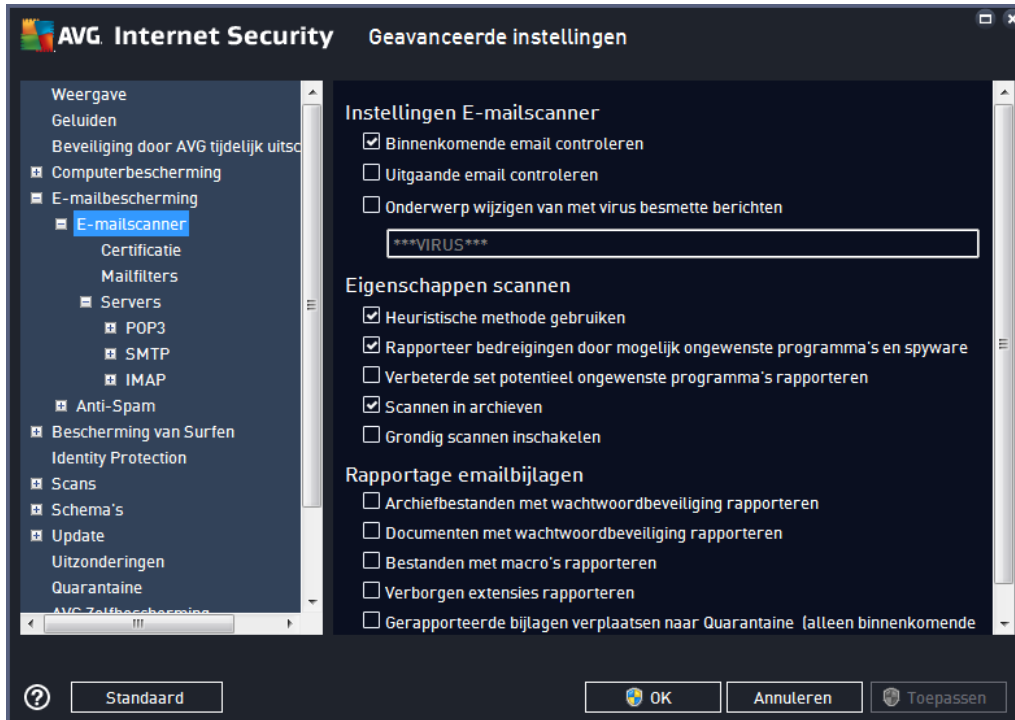 AVG. Internet Security
Geavanceerde instellingen
Weergave
Geluiden
Beveiliging door AVG tijdelijk uitsc
Computerbescherming
E-mailbescherming
E-mailscanner
Certificatie
Mailfilters
Servers
POP3
SMTP
IMAP
Anti-Spam
Bescherming van Surfen
Identity Protection
Scans
Schema's
Update
Uitzonderingen
Quarantaine
AVG Zelfbescherming
Instellingen E-mailscanner
Binnenkomende email controleren
Uitgaande email controleren
Onderwerp wijzigen van met virus besmette berichten
***VIRUS***
Eigenschappen scannen
Heuristische methode gebruiken
Rapporteer bedreigingen door mogelijk ongewenste programma's en spyware
Verbeterde set potentieel ongewenste programma's rapporteren
Scannen in archieven
Grondig scannen inschakelen
Rapportage emailbijlagen
Archiefbestanden met wachtwoordbeveiliging rapporteren
Documenten met wachtwoordbeveiliging rapporteren
Bestanden met macro's rapporteren
Verborgen extensies rapporteren
Gerapporteerde bijlagen verplaatsen naar Quarantaine (alleen binnenkomende
Standaard
OK
Annuleren
Toepassen